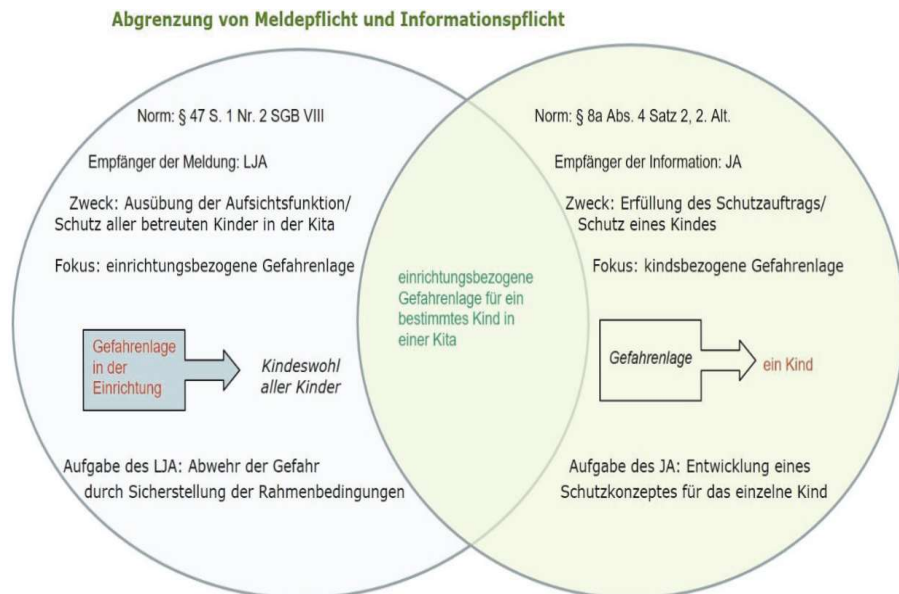 Abgrenzung von Meldepflicht und Informationspflicht
Norm: § 47 S. 1 Nr. 2 SGB VIII
Empfänger der Meldung: LJA
Zweck: Ausübung der Aufsichtsfunktion/
Schutz aller betreuten Kinder in der Kita
Fokus: einrichtungsbezogene Gefahrenlage
Gefahrenlage
in der
Einrichtung
Kindeswohl
aller Kinder
Aufgabe des LJA: Abwehr der Gefahr
durch Sicherstellung der Rahmenbedingungen
einrichtungsbezogene
Gefahrenlage für ein
bestimmtes Kind in
einer Kita
Norm: § 8a Abs. 4 Satz 2, 2. Alt.
Empfänger der Information: JA
Zweck: Erfüllung des Schutzauftrags/
Schutz eines Kindes
Fokus: kindsbezogene Gefahrenlage
Gefahrenlage
ein Kind
Aufgabe des JA: Entwicklung eines
Schutzkonzeptes für das einzelne Kind